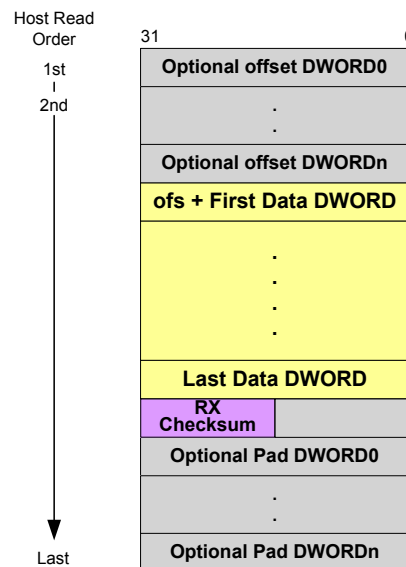 Host Read
Order
31
1st
2nd
Last
Optional offset DWORD0
.
.
Optional offset DWORDn
ofs + First Data DWORD
.
.
.
.
Last Data DWORD
RX
Checksum
Optional Pad DWORD0
.
.
Optional Pad DWORDn